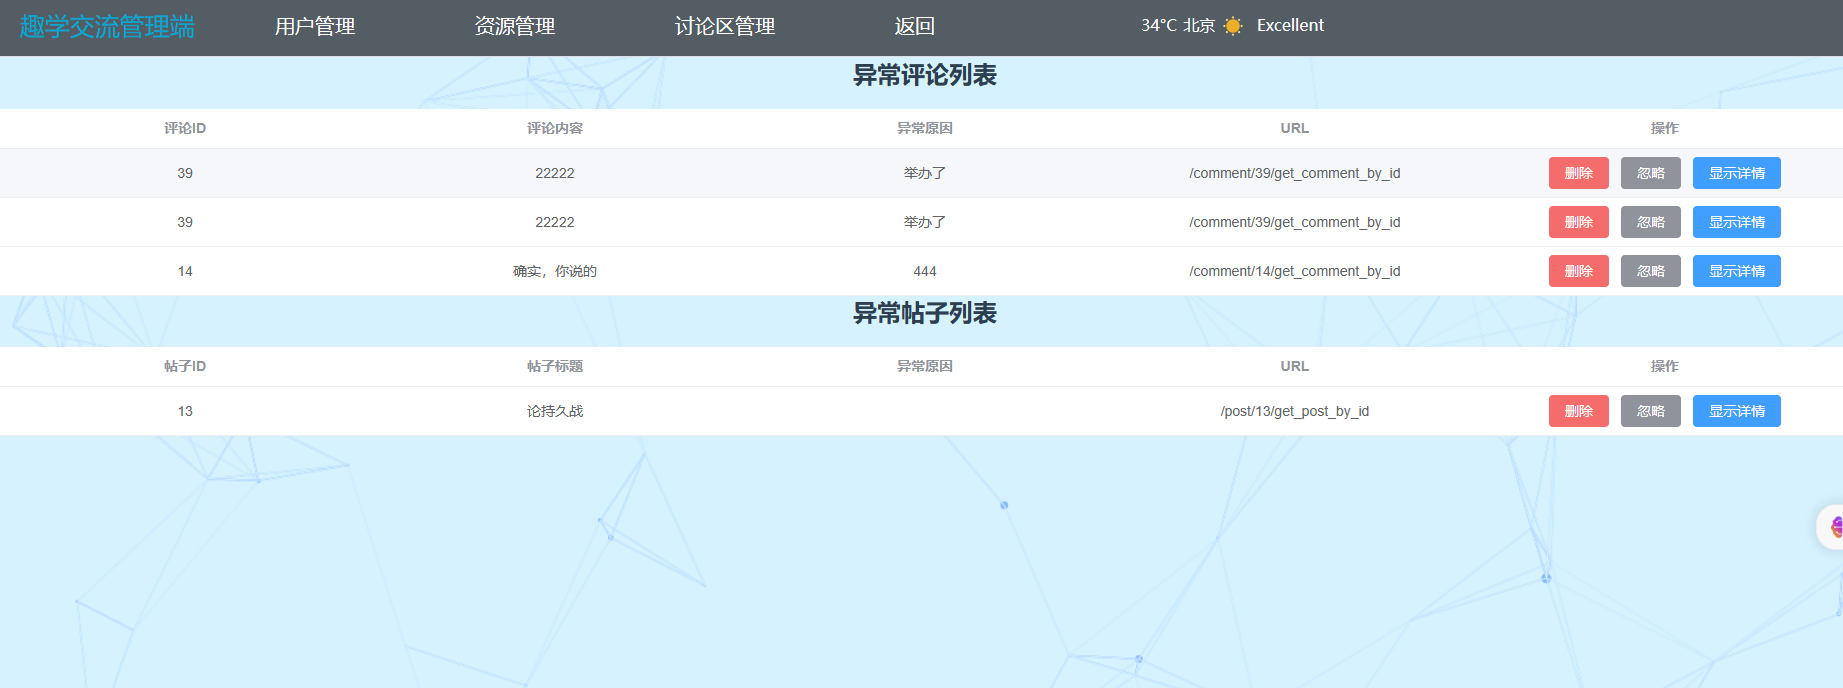 趣学交流管理端 用户管理 资源管理 讨论区管理 返回 34°C 北京 Excellent
异常评论列表
评论ID 评论内容 异常原因 URL 操作
39 22222 举办了 /comment/39/get_comment_by_id 删除 忽略 显示详情
39 22222 举办了 /comment/39/get_comment_by_id 删除 忽略 显示详情
14 确实，你说的 444 /comment/14/get_comment_by_id 删除 忽略 显示详情
异常帖子列表
帖子ID 帖子标题 异常原因 URL 操作
13 论持久战 /post/13/get_post_by_id 删除 忽略 显示详情